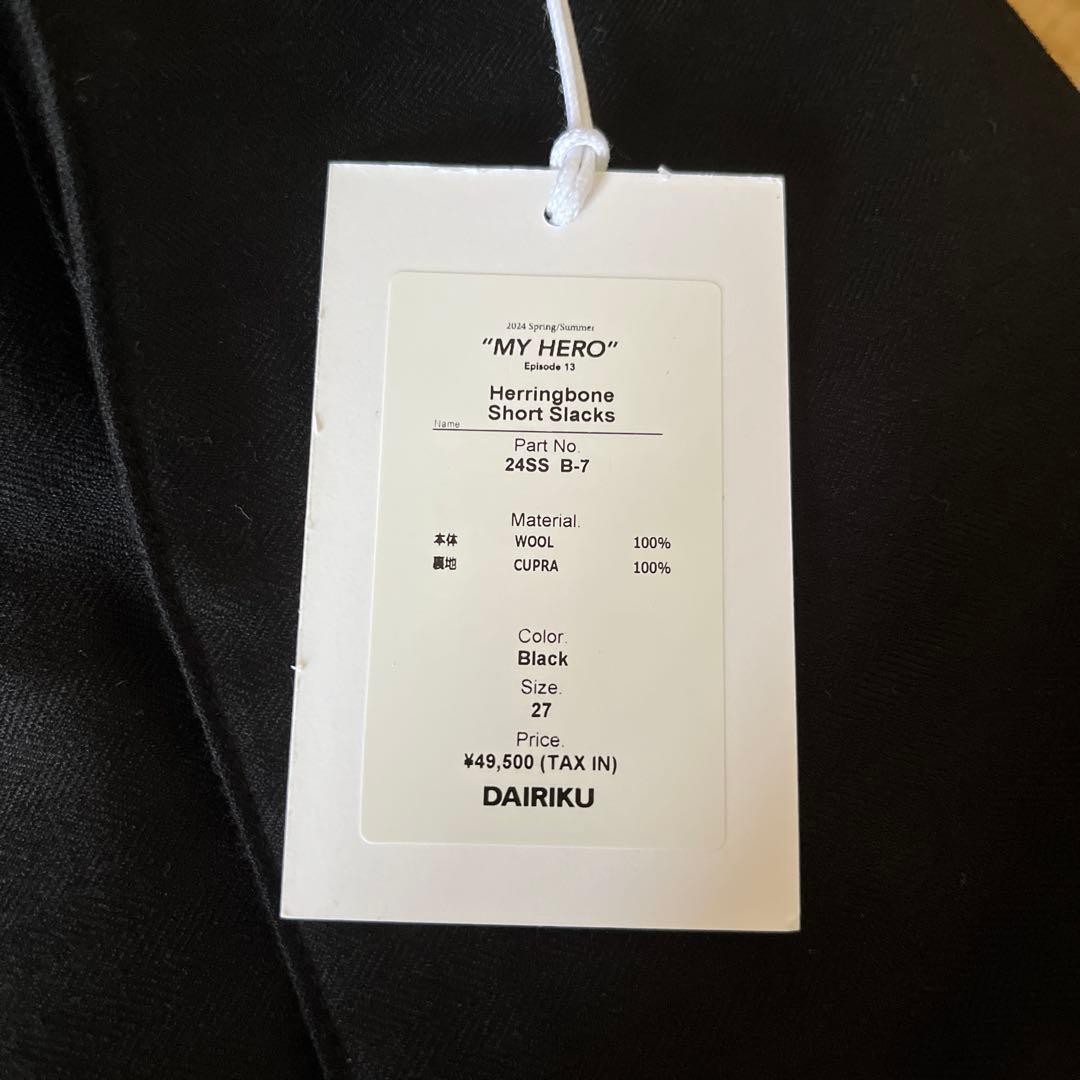 2024 Spring/Summer
"MY HERO"
Episode 13
Herringbone
Short Slacks
Name
Part No.
24SS B-7
Material.
本体 WOOL 100%
裏地 CUPRA 100%
Color.
Black
Size.
27
Price.
¥49,500 (TAX IN)
DAIRIKU